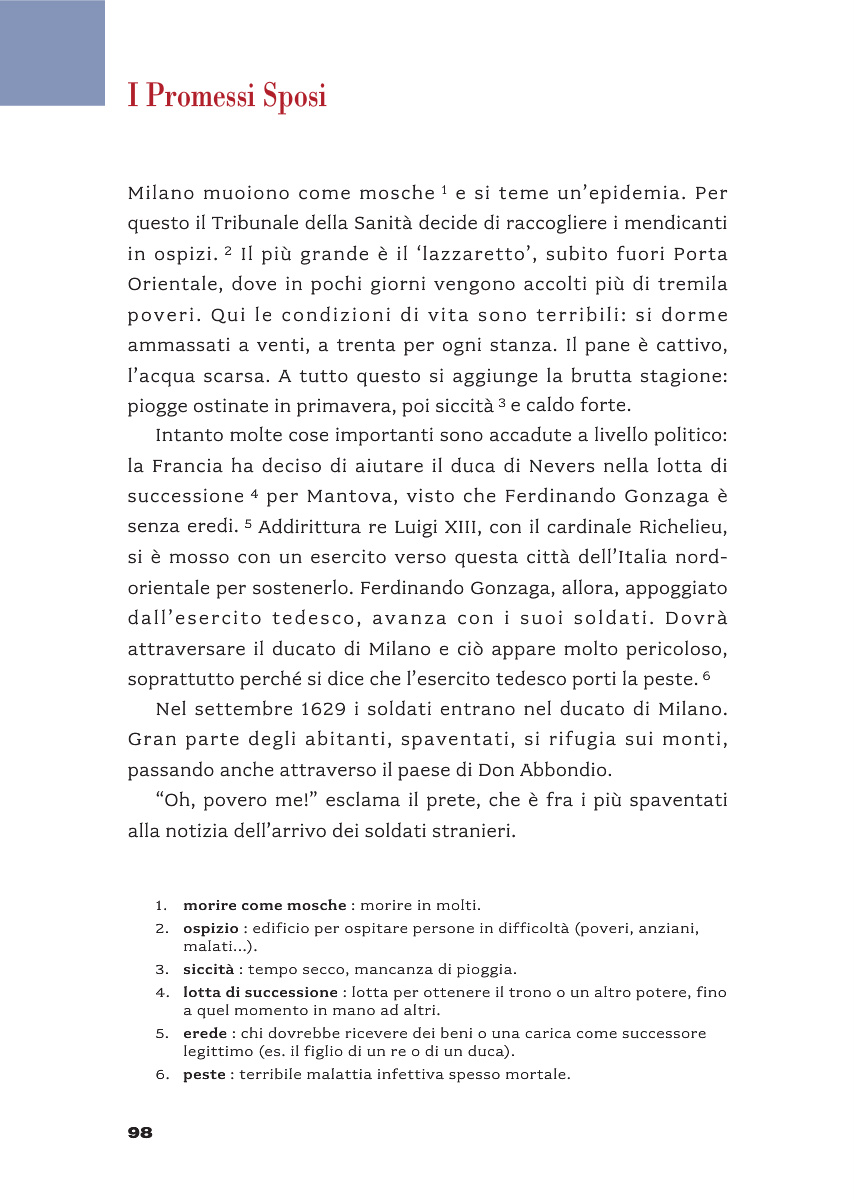 I Promessi Sposi
Milano muoiono come mosche 1 e si teme un'epidemia. Per
questo il Tribunale della Sanità decide di raccogliere i mendicanti
in ospizi. 2 Il più grande è il ‘lazzaretto’, subito fuori Porta
Orientale, dove in pochi giorni vengono accolti più di tremila
poveri. Qui le condizioni di vita sono terribili: si dorme
ammassati a venti, a trenta per ogni stanza. Il pane è cattivo,
l’acqua scarsa. A tutto questo si aggiunge la brutta stagione:
piogge ostinate in primavera, poi siccità 3 e caldo forte.
Intanto molte cose importanti sono accadute a livello politico:
la Francia ha deciso di aiutare il duca di Nevers nella lotta di
successione 4 per Mantova, visto che Ferdinando Gonzaga è
senza eredi. 5 Addirittura re Luigi XIII, con il cardinale Richelieu,
si è mosso con un esercito verso questa città dell’Italia nord-
orientale per sostenerlo. Ferdinando Gonzaga, allora, appoggiato
dall’esercito tedesco, avanza con i suoi soldati. Dovrà
attraversare il ducato di Milano e ciò appare molto pericoloso,
soprattutto perché si dice che l’esercito tedesco porti la peste. 6
Nel settembre 1629 i soldati entrano nel ducato di Milano.
Gran parte degli abitanti, spaventati, si rifugia sui monti,
passando anche attraverso il paese di Don Abbondio.
“Oh, povero me!” esclama il prete, che è fra i più spaventati
alla notizia dell’arrivo dei soldati stranieri.
1. morire come mosche : morire in molti.
2. ospizio : edificio per ospitare persone in difficoltà (poveri, anziani,
malati...).
3. siccità : tempo secco, mancanza di pioggia.
4. lotta di successione : lotta per ottenere il trono o un altro potere, fino
a quel momento in mano ad altri.
5. erede : chi dovrebbe ricevere dei beni o una carica come successore
legittimo (es. il figlio di un re o di un duca).
6. peste : terribile malattia infettiva spesso mortale.
98